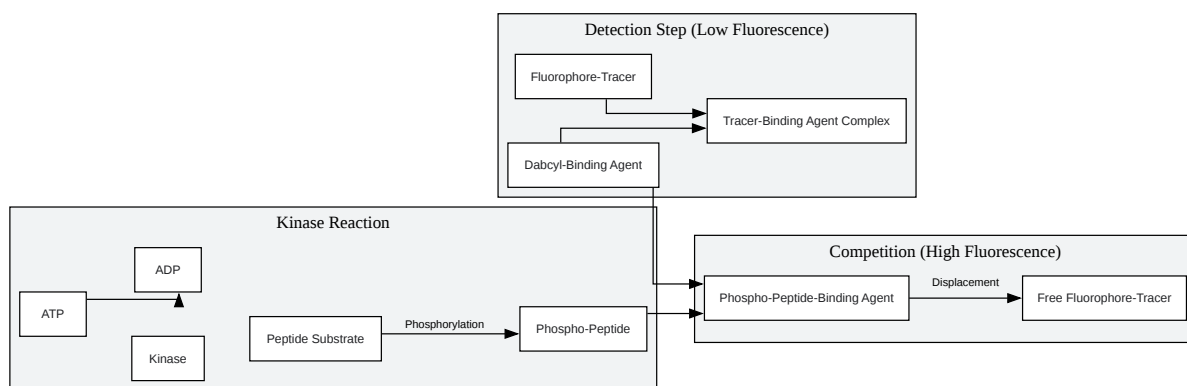 Detection Step (Low Fluorescence)
Fluorophore-Tracer
Tracer-Binding Agent Complex
Dabcyl-Binding Agent
Kinase Reaction
ADP
ATP
Kinase
Peptide Substrate
Phosphorylation
Phospho-Peptide
Competition (High Fluorescence)
Phospho-Peptide-Binding Agent
Displacement
Free Fluorophore-Tracer